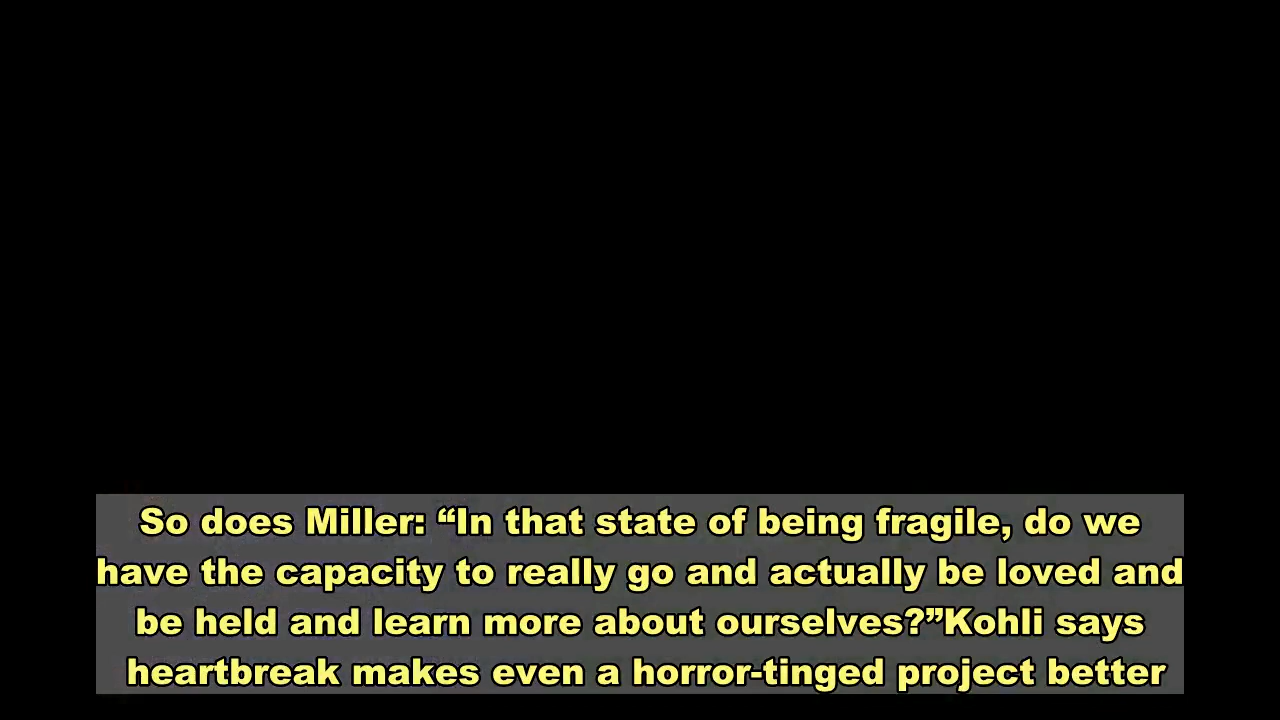 So does Miller: “In that state of being fragile, do we
have the capacity to really go and actually be loved and
be held and learn more about ourselves?”Kohli says
heartbreak makes even a horror-tinged project better